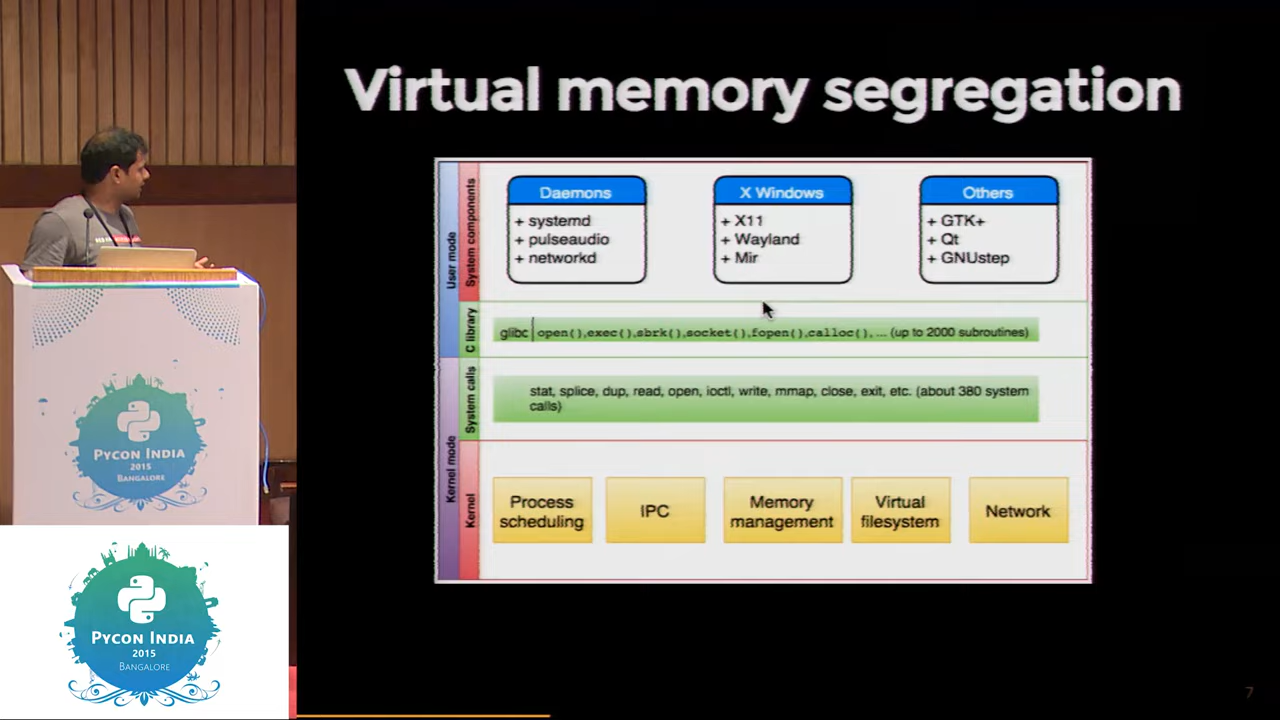 Virtual memory segregation
User mode
System components
Daemons
+ systemd
+ pulseaudio
+ networkd
X Windows
+ X11
+ Wayland
+ Mir
Others
+ GTK+
+ Qt
+ GNUstep
C library
glibc open(),exec(),sbrk(),socket(),fopen(),calloc(),... (up to 2000 subroutines)
Kernel mode
System calls
stat, splice, dup, read, open, ioctl, write, mmap, close, exit, etc. (about 380 system
calls)
Kernel
Process
scheduling
IPC
Memory
management
Virtual
filesystem
Network
7
PYCON INDIA
2015
BANGALORE
PYCON INDIA
2015
BANGALORE